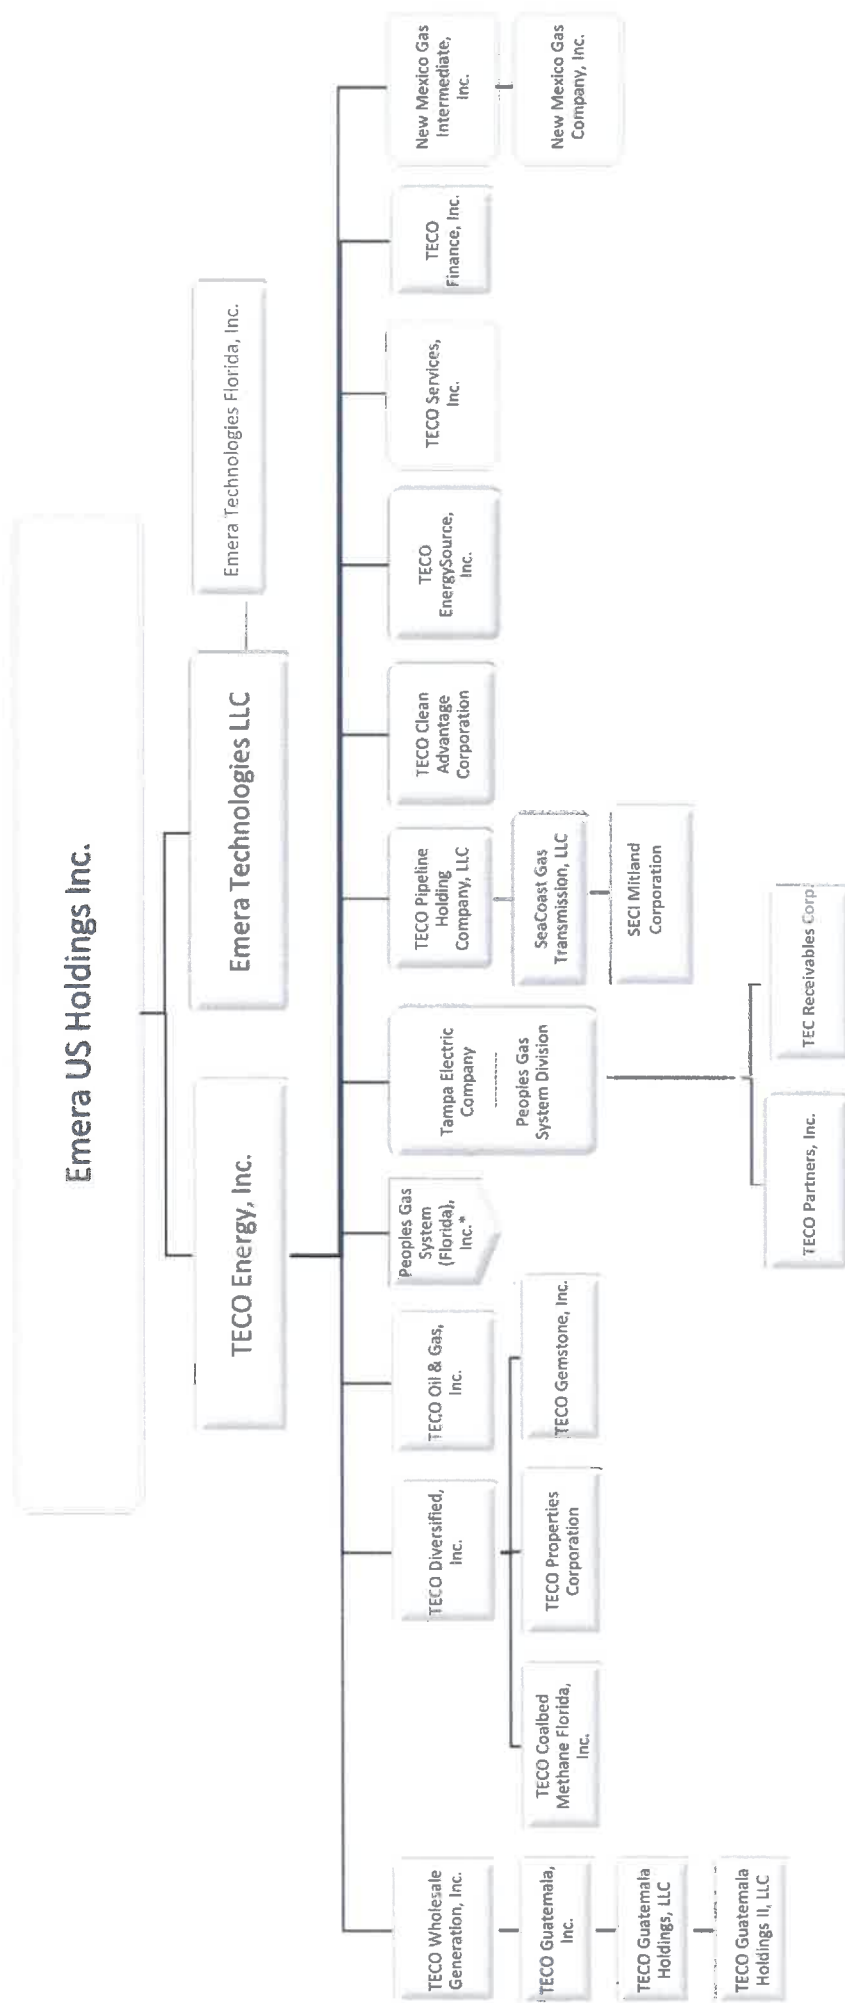 Emera US Holdings Inc.
TECO Energy, Inc.
Emera Technologies LLC
Emera Technologies Florida, Inc.
TECO Wholesale
Generation, Inc.
TECO Diversified,
Inc.
TECO Oil & Gas,
Inc.
Peoples Gas
System
(Florida),
Inc.*
Tampa Electric
Company
----------
Peoples Gas
System Division
TECO Pipeline
Holding
Company, LLC
TECO Clean
Advantage
Corporation
TECO
EnergySource,
Inc.
TECO Services,
Inc.
TECO
Finance, Inc.
New Mexico Gas
Intermediate,
Inc.
TECO Guatemala,
Inc.
TECO Coalbed
Methane Florida,
Inc.
TECO Properties
Corporation
TECO Gemstone, Inc.
SeaCoast Gas
Transmission, LLC
New Mexico Gas
Company, Inc.
TECO Guatemala
Holdings, LLC
SECI Mitland
Corporation
TECO Guatemala
Holdings II, LLC
TECO Partners, Inc.
TEC Receivables Corp.